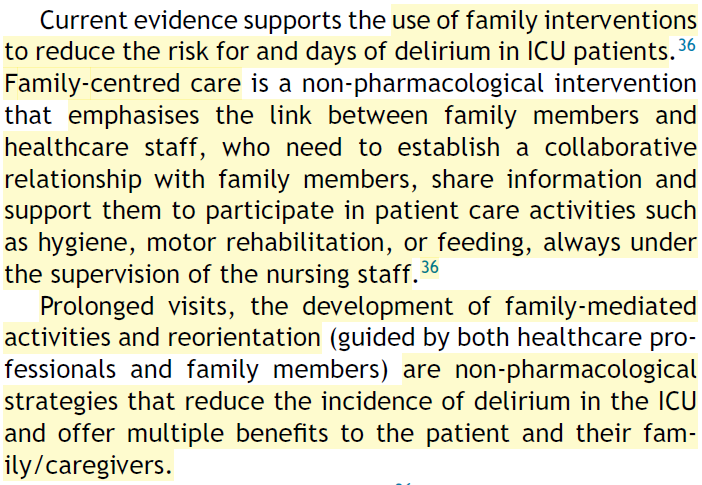 Current evidence supports the use of family interventions
to reduce the risk for and days of delirium in ICU patients.36
Family-centred care is a non-pharmacological intervention
that emphasises the link between family members and
healthcare staff, who need to establish a collaborative
relationship with family members, share information and
support them to participate in patient care activities such
as hygiene, motor rehabilitation, or feeding, always under
the supervision of the nursing staff.36
Prolonged visits, the development of family-mediated
activities and reorientation (guided by both healthcare pro-
fessionals and family members) are non-pharmacological
strategies that reduce the incidence of delirium in the ICU
and offer multiple benefits to the patient and their fam-
ily/caregivers.